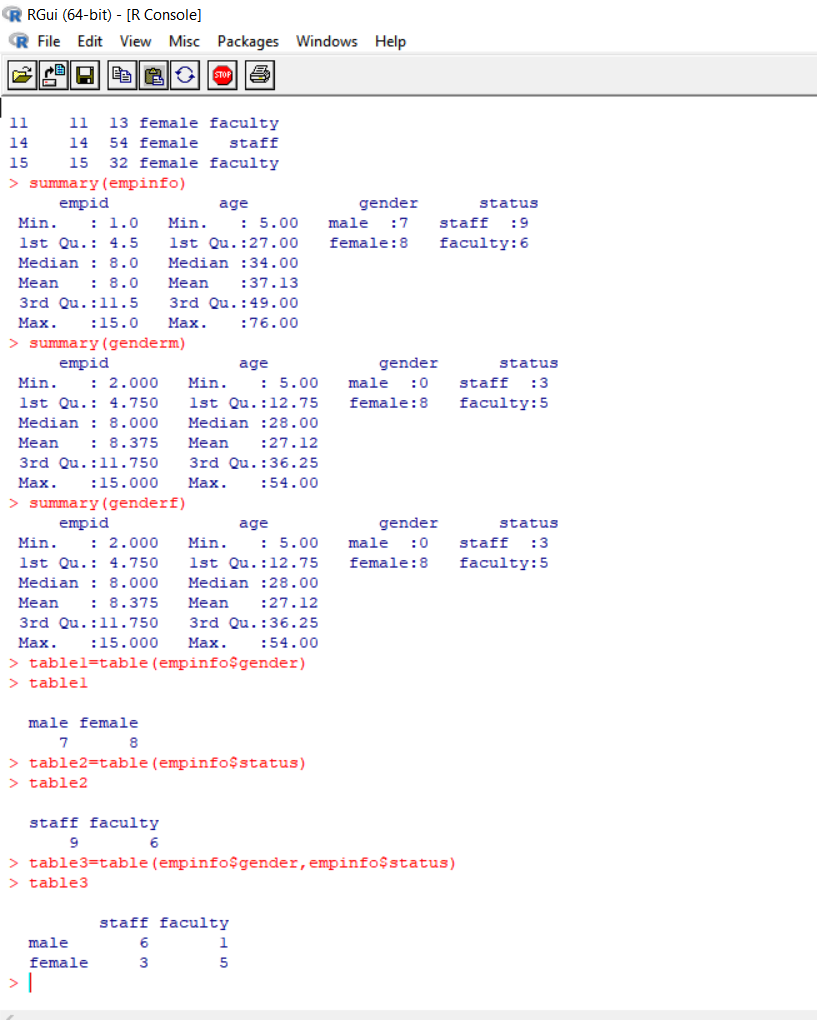 RGui (64-bit) - [R Console]
File Edit View Misc Packages Windows Help
STOP
11     11  13 female faculty
14     14  54 female   staff
15     15  32 female faculty
> summary(empinfo)
     empid           age           gender      status
 Min.   : 1.0   Min.   : 5.00   male  :7   staff  :9
 1st Qu.: 4.5   1st Qu.:27.00   female:8   faculty:6
 Median : 8.0   Median :34.00
 Mean   : 8.0   Mean   :37.13
 3rd Qu.:11.5   3rd Qu.:49.00
 Max.   :15.0   Max.   :76.00
> summary(genderm)
     empid             age           gender      status
 Min.   : 2.000   Min.   : 5.00   male  :0   staff  :3
 1st Qu.: 4.750   1st Qu.:12.75   female:8   faculty:5
 Median : 8.000   Median :28.00
 Mean   : 8.375   Mean   :27.12
 3rd Qu.:11.750   3rd Qu.:36.25
 Max.   :15.000   Max.   :54.00
> summary(genderf)
     empid             age           gender      status
 Min.   : 2.000   Min.   : 5.00   male  :0   staff  :3
 1st Qu.: 4.750   1st Qu.:12.75   female:8   faculty:5
 Median : 8.000   Median :28.00
 Mean   : 8.375   Mean   :27.12
 3rd Qu.:11.750   3rd Qu.:36.25
 Max.   :15.000   Max.   :54.00
> table1=table(empinfo$gender)
> table1
  male female
     7      8
> table2=table(empinfo$status)
> table2
  staff faculty
      9       6
> table3=table(empinfo$gender,empinfo$status)
> table3
         staff faculty
  male       6       1
  female     3       5
>